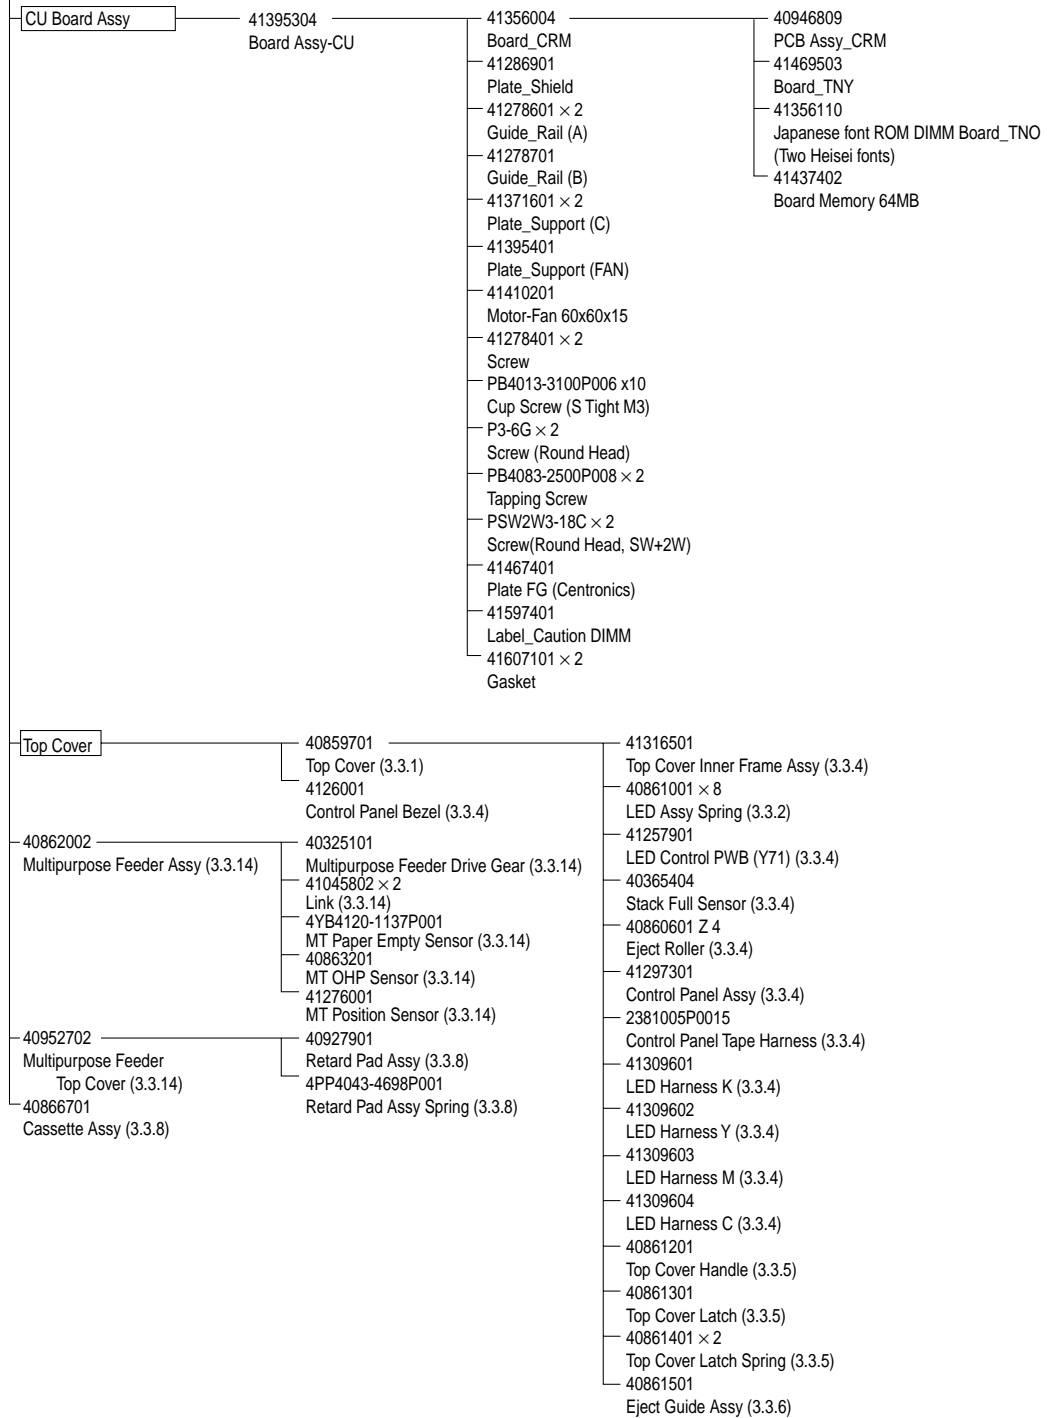 CU Board Assy
41395304
Board Assy-CU
41356004
Board_CRM
41286901
Plate_Shield
41278601 × 2
Guide_Rail (A)
41278701
Guide_Rail (B)
41371601 × 2
Plate_Support (C)
41395401
Plate_Support (FAN)
41410201
Motor-Fan 60x60x15
41278401 × 2
Screw
PB4013-3100P006 x10
Cup Screw (S Tight M3)
P3-6G × 2
Screw (Round Head)
PB4083-2500P008 × 2
Tapping Screw
PSW2W3-18C × 2
Screw(Round Head, SW+2W)
41467401
Plate FG (Centronics)
41597401
Label_Caution DIMM
41607101 × 2
Gasket
40946809
PCB Assy_CRM
41469503
Board_TNY
41356110
Japanese font ROM DIMM Board_TNO
(Two Heisei fonts)
41437402
Board Memory 64MB
Top Cover
40859701
Top Cover (3.3.1)
4126001
Control Panel Bezel (3.3.4)
40862002
Multipurpose Feeder Assy (3.3.14)
40325101
Multipurpose Feeder Drive Gear (3.3.14)
41045802 × 2
Link (3.3.14)
4YB4120-1137P001
MT Paper Empty Sensor (3.3.14)
40863201
MT OHP Sensor (3.3.14)
41276001
MT Position Sensor (3.3.14)
40952702
Multipurpose Feeder
Top Cover (3.3.14)
40927901
Retard Pad Assy (3.3.8)
4PP4043-4698P001
Retard Pad Assy Spring (3.3.8)
40866701
Cassette Assy (3.3.8)
41316501
Top Cover Inner Frame Assy (3.3.4)
40861001 × 8
LED Assy Spring (3.3.2)
41257901
LED Control PWB (Y71) (3.3.4)
40365404
Stack Full Sensor (3.3.4)
40860601 Z 4
Eject Roller (3.3.4)
41297301
Control Panel Assy (3.3.4)
2381005P0015
Control Panel Tape Harness (3.3.4)
41309601
LED Harness K (3.3.4)
41309602
LED Harness Y (3.3.4)
41309603
LED Harness M (3.3.4)
41309604
LED Harness C (3.3.4)
40861201
Top Cover Handle (3.3.5)
40861301
Top Cover Latch (3.3.5)
40861401 × 2
Top Cover Latch Spring (3.3.5)
40861501
Eject Guide Assy (3.3.6)